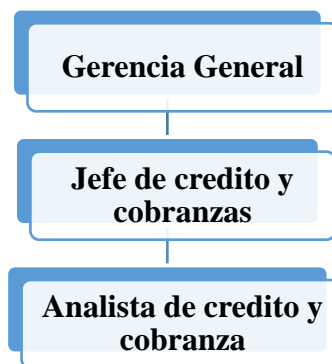 Gerencia General
Jefe de credito y
cobranzas
Analista de credito y
cobranza